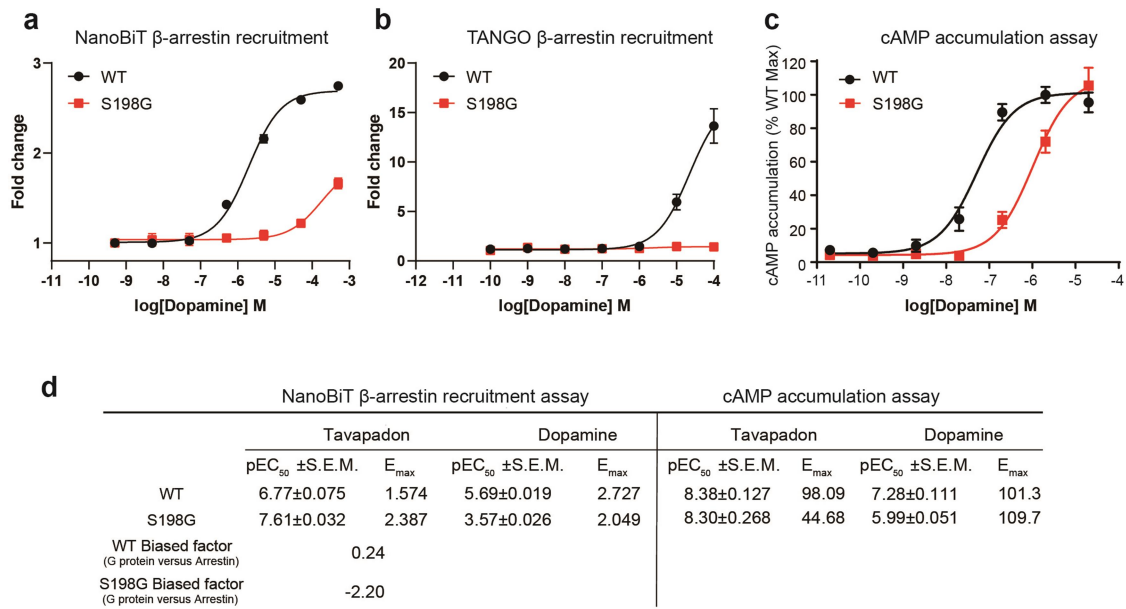 a
NanoBiT β-arrestin recruitment
WT
S198G
Fold change
3
2
1
-11 -10 -9 -8 -7 -6 -5 -4 -3
log[Dopamine] M
b
TANGO β-arrestin recruitment
WT
S198G
Fold change
20
15
10
5
0
-11 -10 -9 -8 -7 -6 -5 -4
log[Dopamine] M
c
cAMP accumulation assay
WT
S198G
cAMP accumulation (% WT Max)
120
100
80
60
40
20
0
-11 -10 -9 -8 -7 -6 -5 -4
log[Dopamine] M
d
NanoBiT β-arrestin recruitment assay cAMP accumulation assay
Tavapadon Dopamine Tavapadon Dopamine
pEC50 ±S.E.M. Emax pEC50 ±S.E.M. Emax pEC50 ±S.E.M. Emax pEC50 ±S.E.M. Emax
WT 6.77±0.075 1.574 5.69±0.019 2.727 8.38±0.127 98.09 7.28±0.111 101.3
S198G 7.61±0.032 2.387 3.57±0.026 2.049 8.30±0.268 44.68 5.99±0.051 109.7
WT Biased factor
(G protein versus Arrestin)
0.24
S198G Biased factor
(G protein versus Arrestin)
-2.20